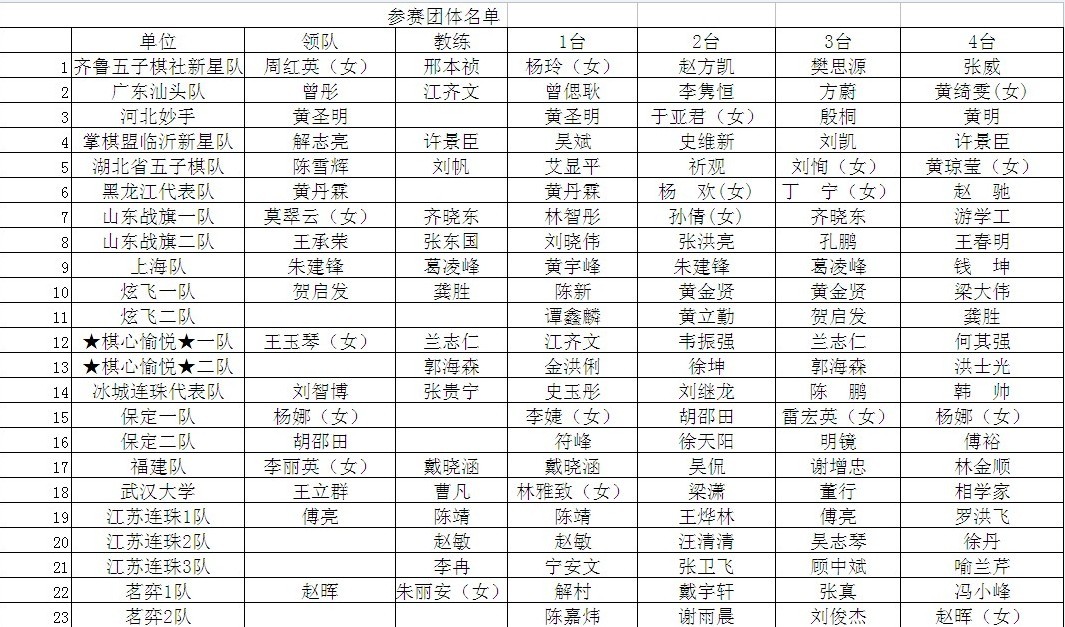 参赛团体名单
单位 领队 教练 1台 2台 3台 4台
1 齐鲁五子棋社新星队 周红英（女） 邢本祯 杨玲（女） 赵方凯 樊思源 张威
2 广东汕头队 曾彤 江齐文 曾偲耿 李隽恒 方蔚 黄绮雯(女)
3 河北妙手 黄圣明 黄圣明 于亚君（女） 殷桐 黄明
4 掌棋盟临沂新星队 解志亮 许景臣 吴斌 史维新 刘凯 许景臣
5 湖北省五子棋队 陈雪辉 刘帆 艾显平 祈观 刘恂（女） 黄琼莹（女）
6 黑龙江代表队 黄丹霖 黄丹霖 杨 欢(女) 丁 宁（女） 赵 驰
7 山东战旗一队 莫翠云（女） 齐晓东 林智彤 孙倩(女) 齐晓东 游学工
8 山东战旗二队 王承荣 张东国 刘晓伟 张洪亮 孔鹏 王春明
9 上海队 朱建锋 葛凌峰 黄宇峰 朱建锋 葛凌峰 钱 坤
10 炫飞一队 贺启发 龚胜 陈新 黄金贤 黄金贤 梁大伟
11 炫飞二队 谭鑫麟 黄立勤 贺启发 龚胜
12 ★棋心愉悦★一队 王玉琴（女） 兰志仁 江齐文 韦振强 兰志仁 何其强
13 ★棋心愉悦★二队 郭海森 金洪俐 徐坤 郭海森 洪士光
14 冰城连珠代表队 刘智博 张贵宁 史玉彤 刘继龙 陈 鹏 韩 帅
15 保定一队 杨娜（女） 李婕（女） 胡邵田 雷宏英（女） 杨娜（女）
16 保定二队 胡邵田 符峰 徐天阳 明镜 傅裕
17 福建队 李丽英（女） 戴晓涵 戴晓涵 吴侃 谢增忠 林金顺
18 武汉大学 王立群 曹凡 林雅致（女） 梁潇 董行 相学家
19 江苏连珠1队 傅亮 陈靖 陈靖 王烨林 傅亮 罗洪飞
20 江苏连珠2队 赵敏 赵敏 汪清清 吴志琴 徐丹
21 江苏连珠3队 李冉 宁安文 张卫飞 顾中斌 喻兰芹
22 茗弈1队 赵晖 朱丽安（女） 解村 戴宇轩 张真 冯小峰
23 茗弈2队 陈嘉炜 谢雨晨 刘俊杰 赵晖（女）